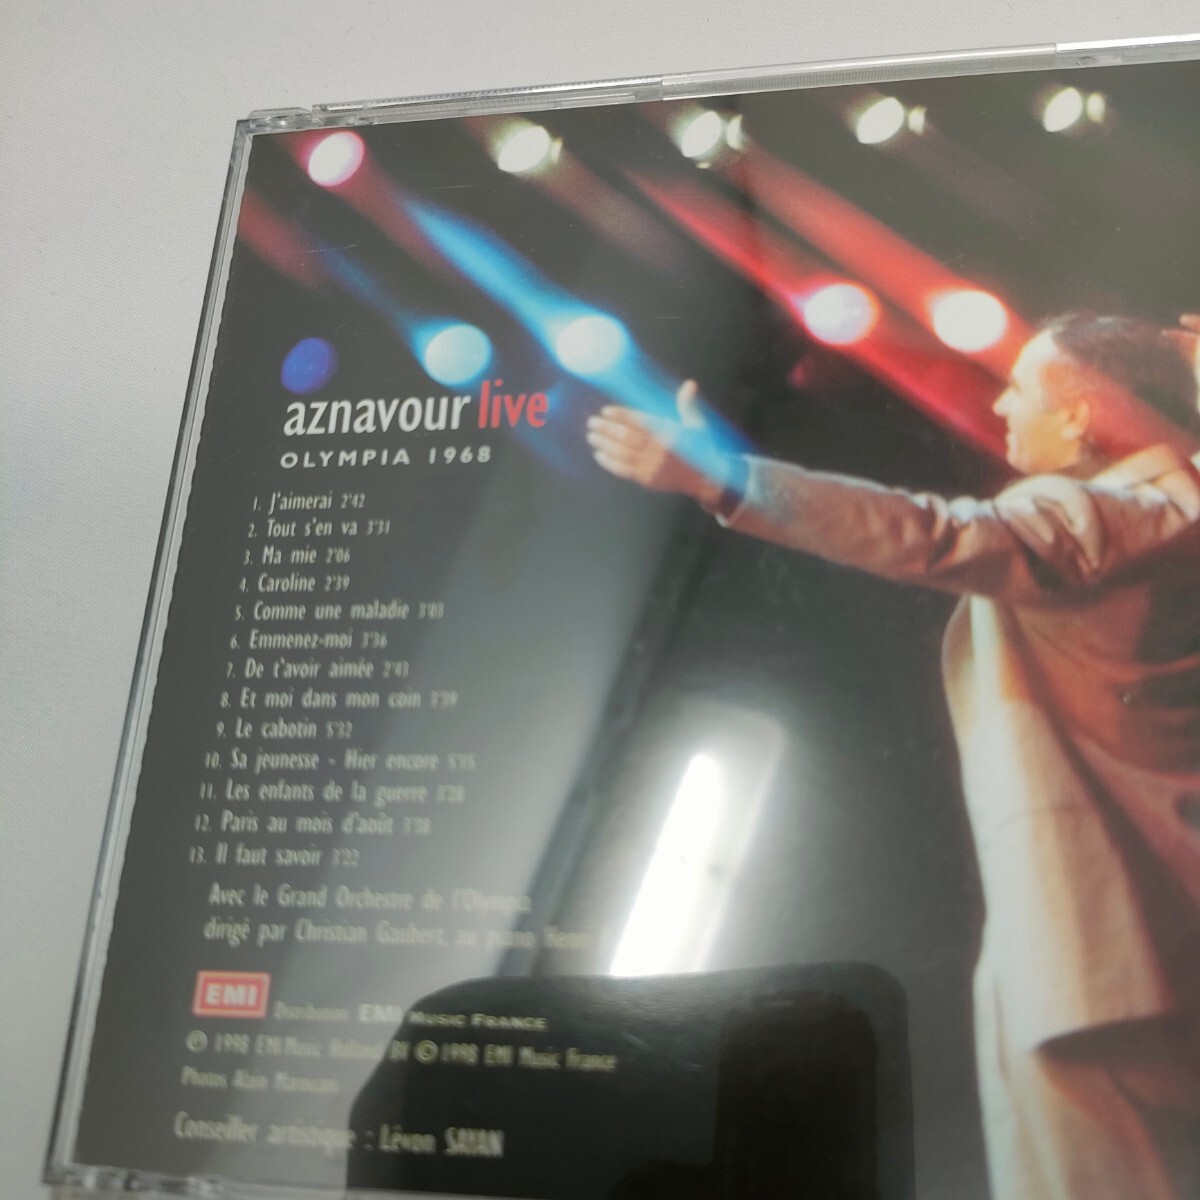 aznavour live
OLYMPIA 1968
1. J'aimerai 2'42
2. Tout s'en va 3'31
3. Ma mie 2'06
4. Caroline 2'39
5. Comme une maladie 3'03
6. Emmenez-moi 3'36
7. De t'avoir aimée 2'43
8. Et moi dans mon coin 3'39
9. Le cabotin 5'32
10. Sa jeunesse - Hier encore 5'15
11. Les enfants de la guerre 3'28
12. Paris au mois d'août 3'38
13. Il faut savoir 3'22
Avec le Grand Orchestre de l'Olympia
dirigé par Christian Gaubert, au piano
EMI Distribution EMI MUSIC FRANCE
℗ 1998 EMI Music Holland BV © 1998 EMI Music France
Photos Alain
Conseiller artistique : Lévon SAYAN